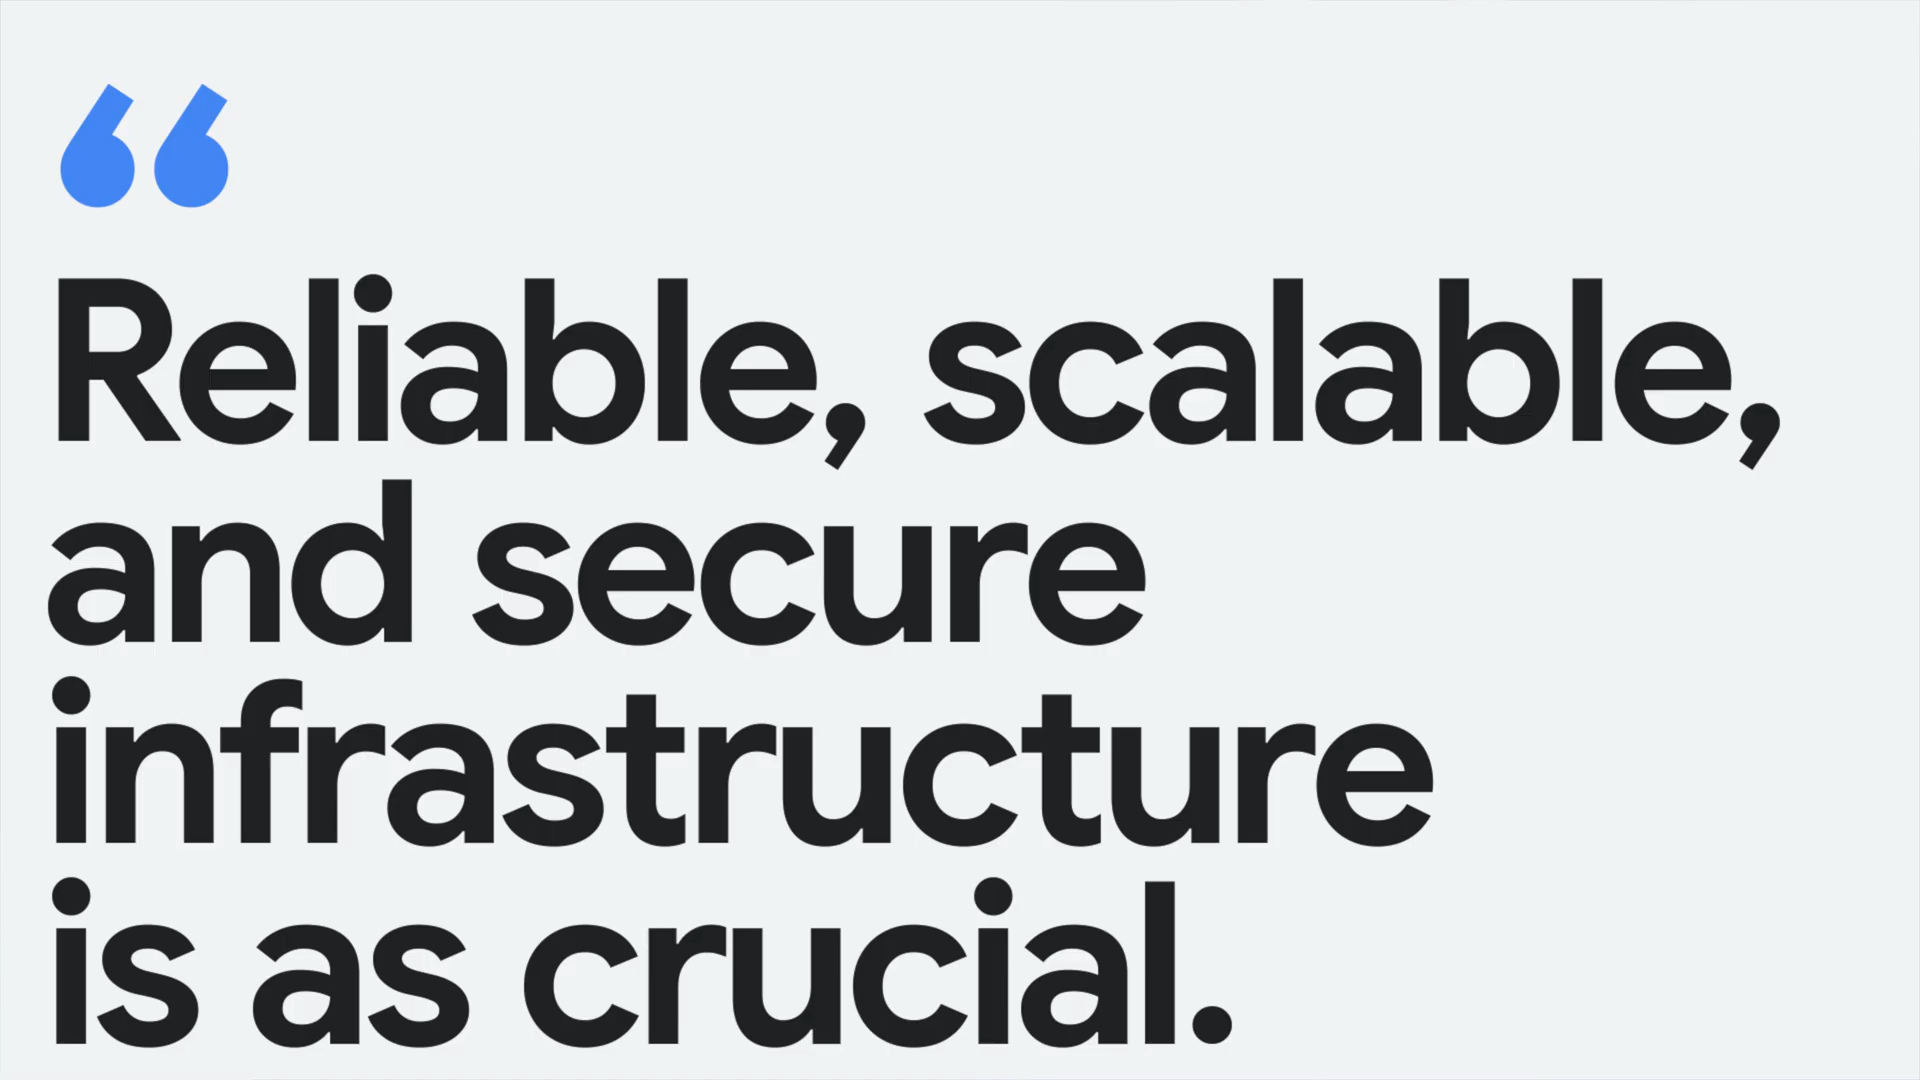 “
Reliable, scalable,
and secure
infrastructure
is as crucial.